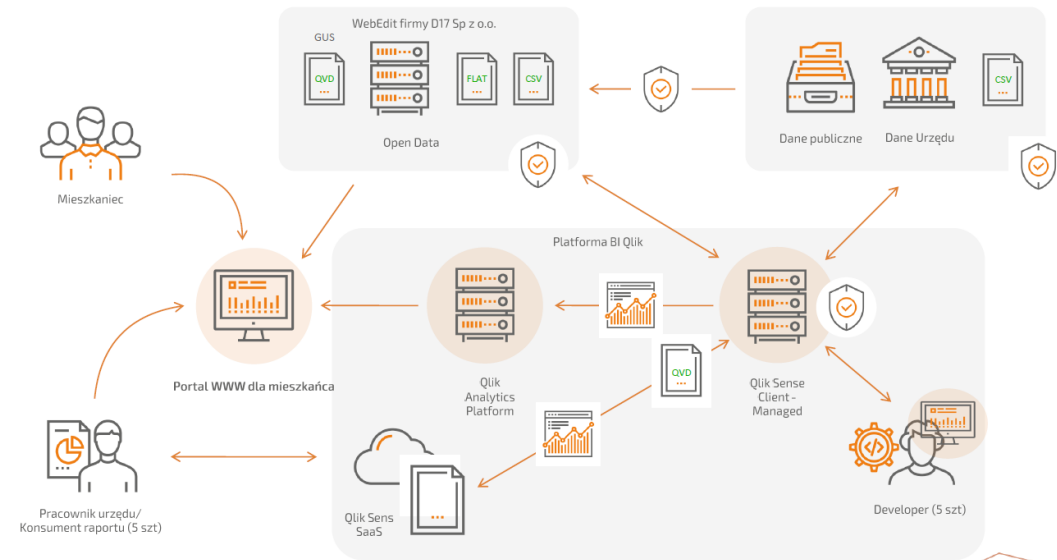 WebEdit firmy D17 Sp z o.o.
GUS
QVD
FLAT
CSV
Open Data
Dane publiczne
Dane Urzędu
CSV
Mieszkaniec
Platforma BI Qlik
Portal WWW dla mieszkańca
Qlik
Analytics
Platform
QVD
Qlik Sense
Client -
Managed
Pracownik urzędu/
Konsument raportu (5 szt)
Qlik Sens
SaaS
Developer (5 szt)